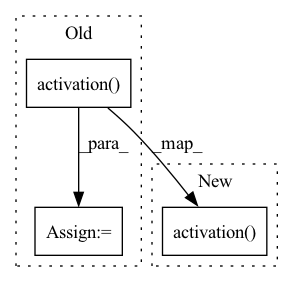 Old
activation()
_para_
_map_
New
Assign:=
activation()